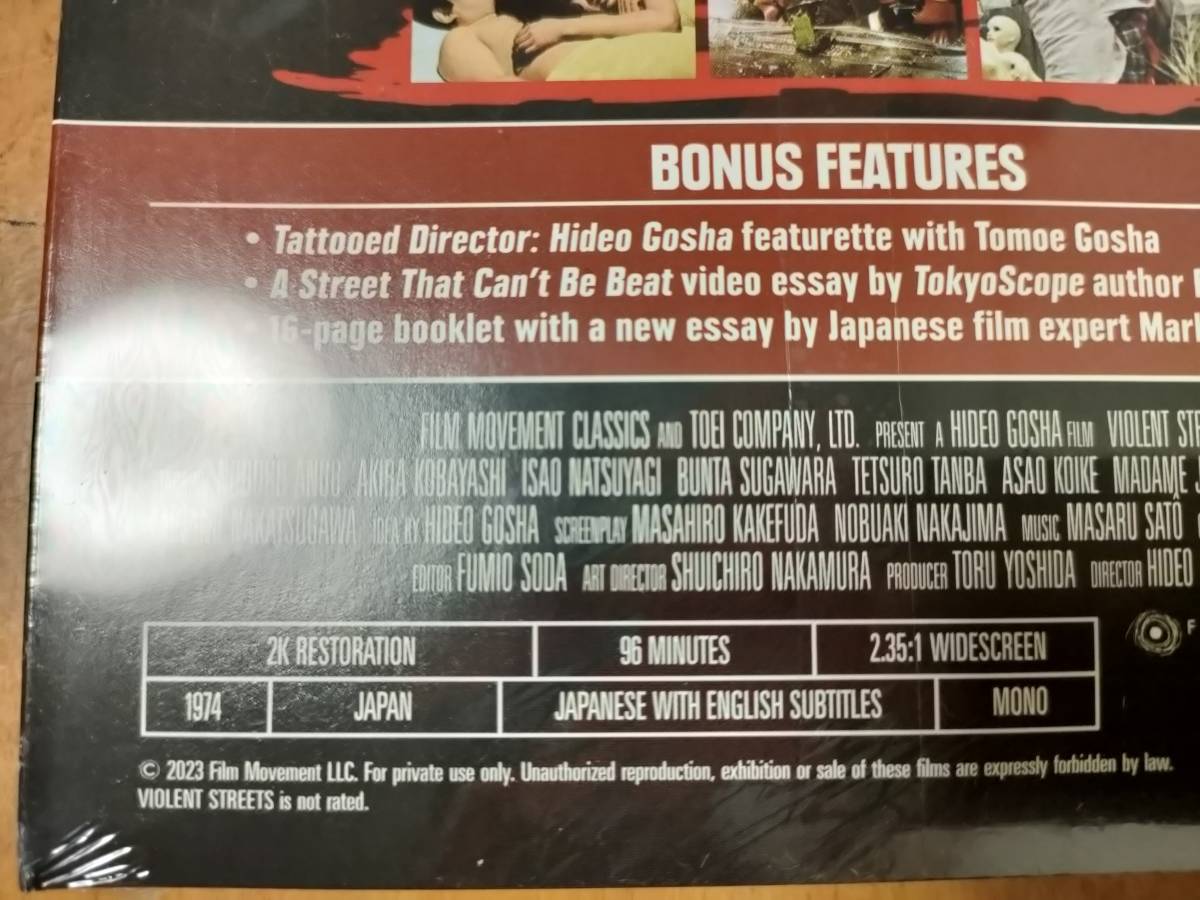 BONUS FEATURES
• Tattooed Director: Hideo Gosha featurette with Tomoe Gosha
• A Street That Can't Be Beat video essay by TokyoScope author
• 16-page booklet with a new essay by Japanese film expert Mark
FILM MOVEMENT CLASSICS AND TOEI COMPANY, LTD. PRESENT A HIDEO GOSHA FILM VIOLENT STE
AKIRA KOBAYASHI ISAO NATSUYAGI BUNTA SUGAWARA TETSURO TANBA ASAO KOIKE MADAME
NAKATSUGAWA IDEA BY HIDEO GOSHA SCREENPLAY MASAHIRO KAKEFUDA NOBUAKI NAKAJIMA MUSIC MASARU SATÔ
EDITOR FUMIO SODA ART DIRECTOR SHUICHIRO NAKAMURA PRODUCER TORU YOSHIDA DIRECTOR HIDEO
2K RESTORATION 96 MINUTES 2.35:1 WIDESCREEN
1974 JAPAN JAPANESE WITH ENGLISH SUBTITLES MONO
© 2023 Film Movement LLC. For private use only. Unauthorized reproduction, exhibition or sale of these films are expressly forbidden by law.
VIOLENT STREETS is not rated.